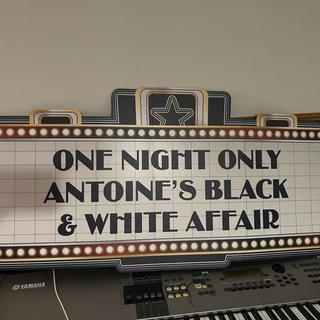 ONE NIGHT ONLY
ANTOINE'S BLACK
& WHITE AFFAIR
YAMAHA